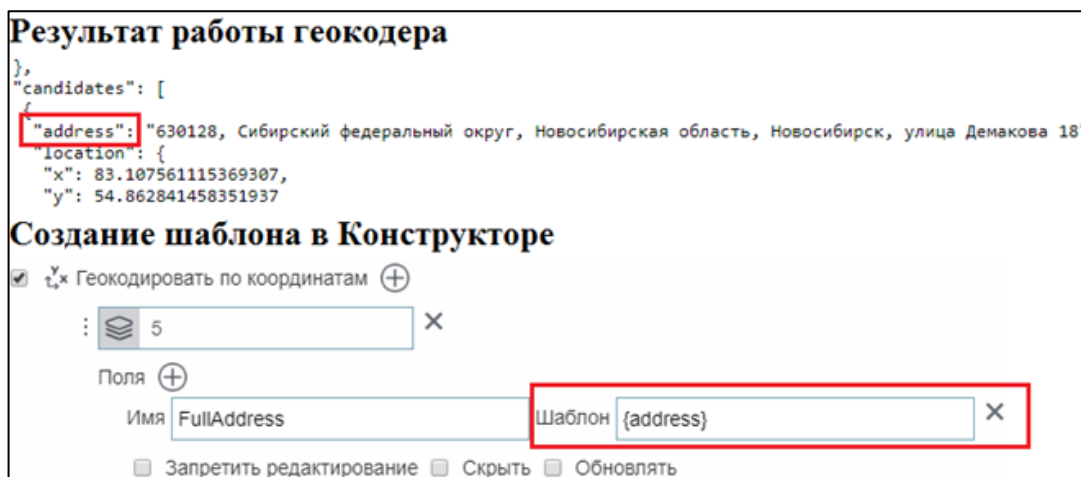 Результат работы геокодера
},
"candidates": [
{
"address": "630128, Сибирский федеральный округ, Новосибирская область, Новосибирск, улица Демакова 18
"location": {
"x": 83.107561115369307,
"y": 54.862841458351937
Создание шаблона в Конструкторе
Геокодировать по координатам
5
Поля
Имя FullAddress Шаблон {address}
Запретить редактирование Скрыть Обновлять